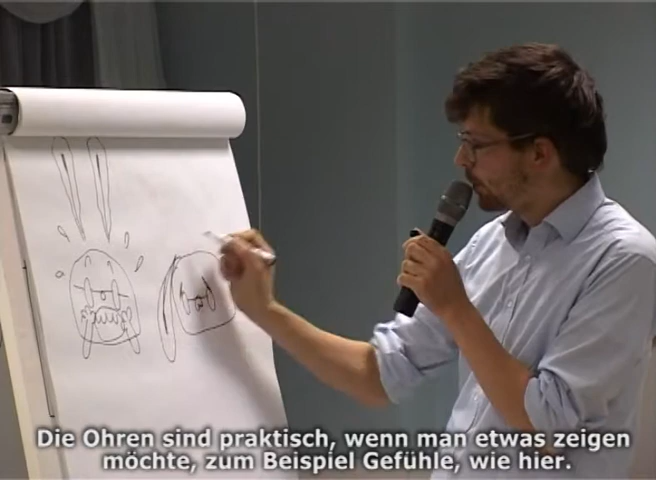 Die Ohren sind praktisch, wenn man etwas zeigen
möchte, zum Beispiel Gefühle, wie hier.